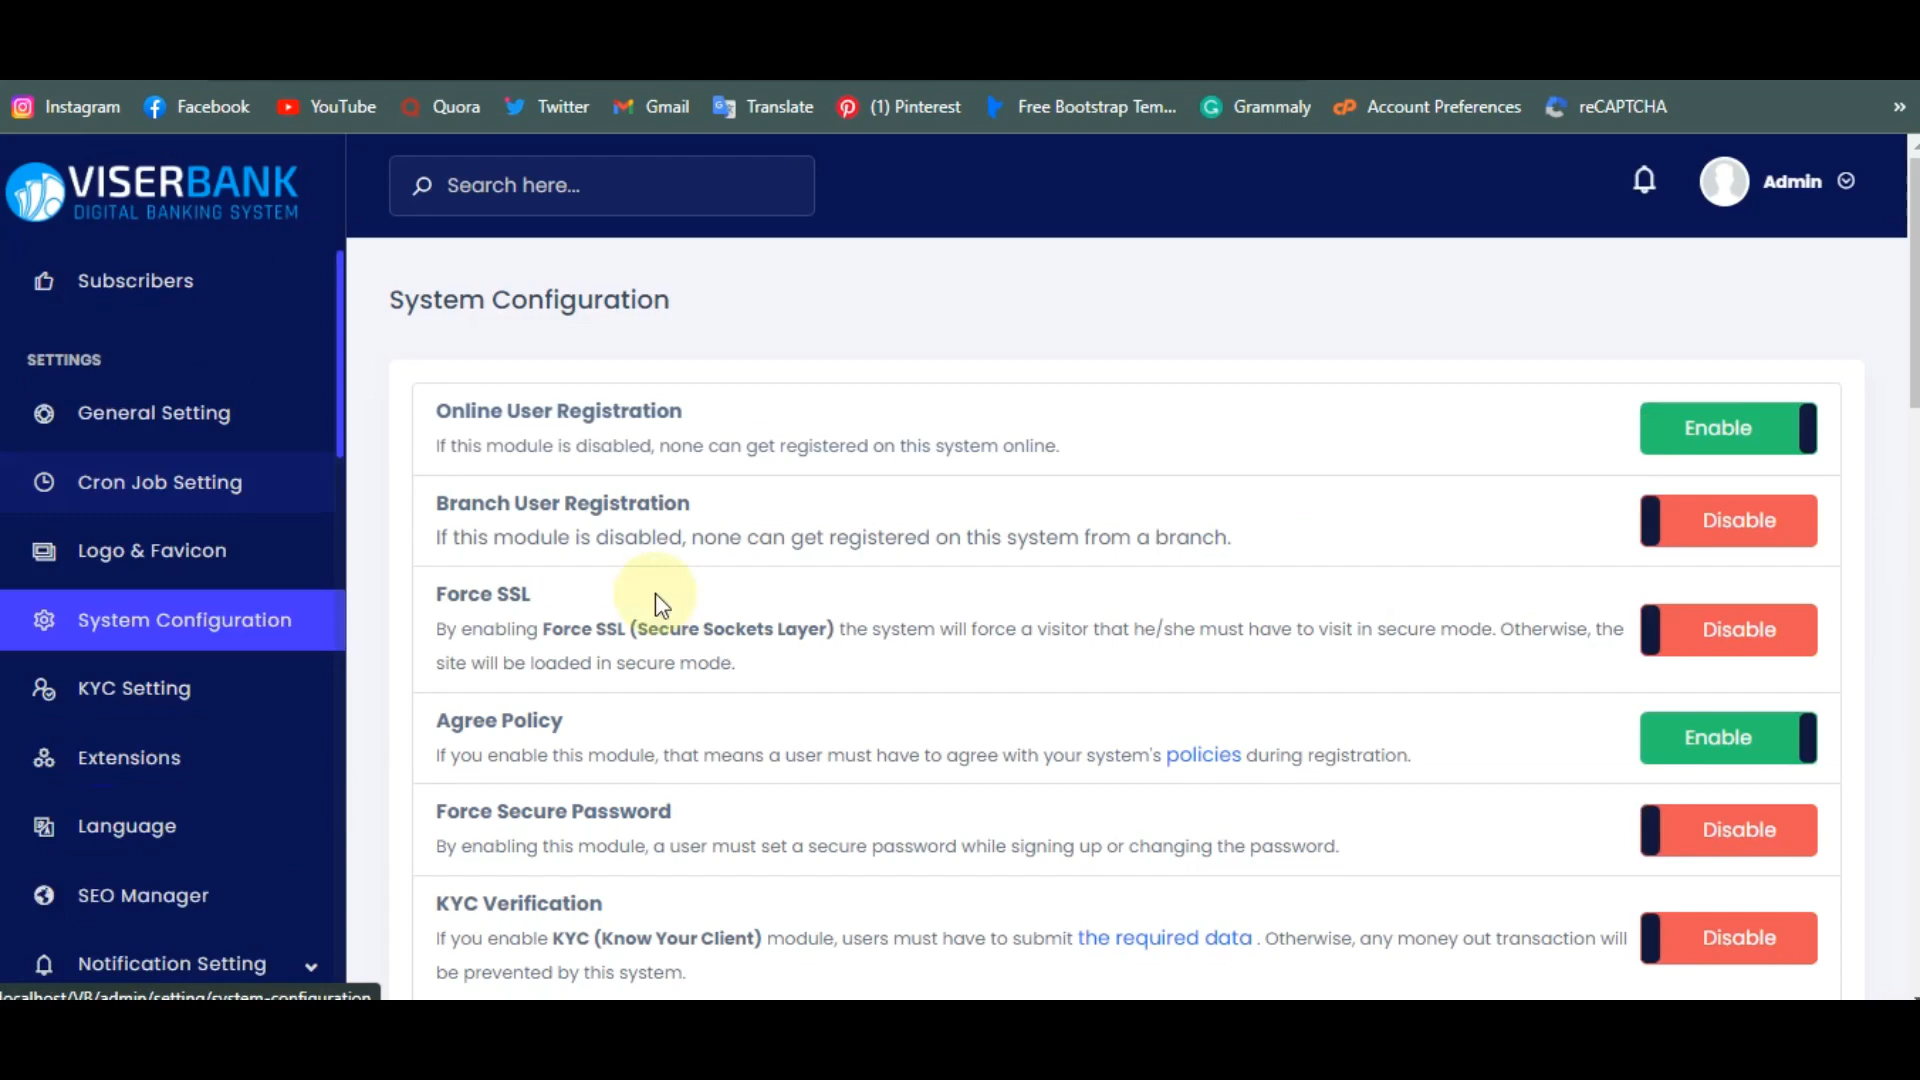 Instagram Facebook YouTube Quora Twitter Gmail Translate (1) Pinterest Free Bootstrap Tem... Grammaly Account Preferences reCAPTCHA »
VISERBANK
DIGITAL BANKING SYSTEM
Search here...
Admin
Subscribers
SETTINGS
General Setting
Cron Job Setting
Logo & Favicon
System Configuration
KYC Setting
Extensions
Language
SEO Manager
Notification Setting
localhost/VB/admin/setting/system-configuration
System Configuration
Online User Registration
If this module is disabled, none can get registered on this system online.
Enable
Branch User Registration
If this module is disabled, none can get registered on this system from a branch.
Disable
Force SSL
By enabling Force SSL (Secure Sockets Layer) the system will force a visitor that he/she must have to visit in secure mode. Otherwise, the
site will be loaded in secure mode.
Disable
Agree Policy
If you enable this module, that means a user must have to agree with your system's policies during registration.
Enable
Force Secure Password
By enabling this module, a user must set a secure password while signing up or changing the password.
Disable
KYC Verification
If you enable KYC (Know Your Client) module, users must have to submit the required data . Otherwise, any money out transaction will
be prevented by this system.
Disable